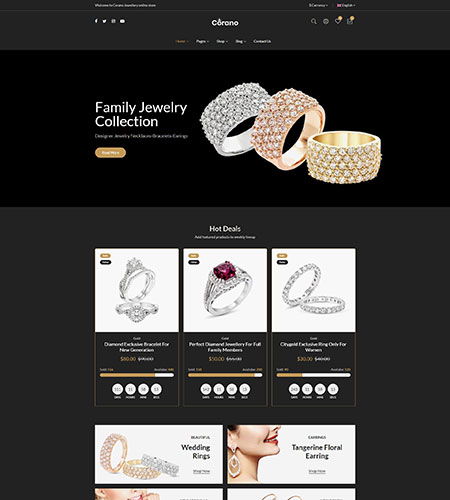 Welcome to Corano Jewellery online store
$ Currency
English
Corano
Home
Pages
Shop
Blog
Contact Us
Family Jewelry
Collection
Designer Jewelry Necklaces-Bracelets-Earings
Read More
Hot Deals
Add featured products to weekly lineup
Gold
Diamond Exclusive Bracelet For
New Generation
$80.00 $90.00
Gold
Perfect Diamond Jewellery For Full
Family Members
$50.00
Gold
Citygold Exclusive Ring Only For
Women
$30.00 $40.00
DAYS HOURS MINS SECS
DAYS HOURS MINS SECS
DAYS HOURS MINS SECS
BEAUTIFUL
Wedding
Rings
Shop Now
EARRINGS
Tangerine Floral
Earring
Shop Now